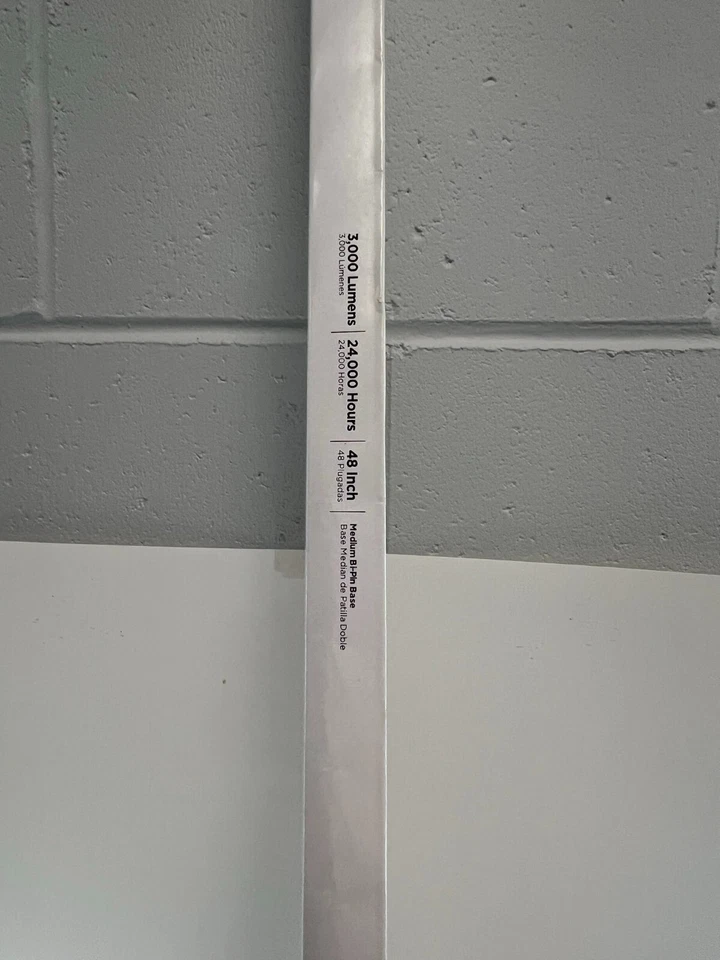 3,000 Lumens
3,000 Lúmenes
24,000 Hours
24,000 Horas
48 Inch
48 Plugadas
Medium Bi-Pin Base
Base Median de Patilla Doble